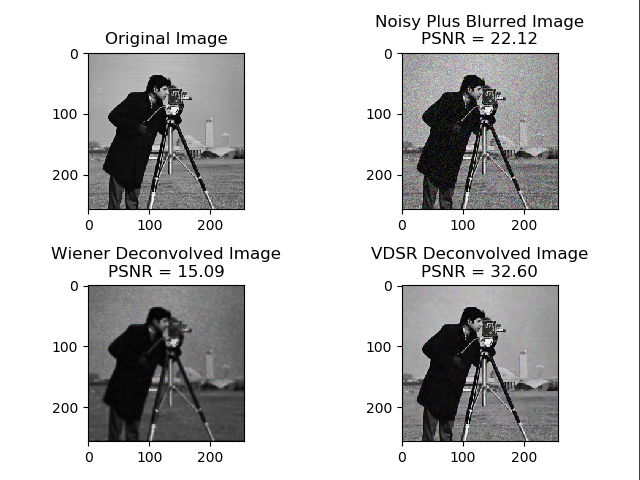 Original Image
0
100
200
0 100 200
Noisy Plus Blurred Image
PSNR = 22.12
0
100
200
0 100 200
Wiener Deconvolved Image
PSNR = 15.09
0
100
200
0 100 200
VDSR Deconvolved Image
PSNR = 32.60
0
100
200
0 100 200